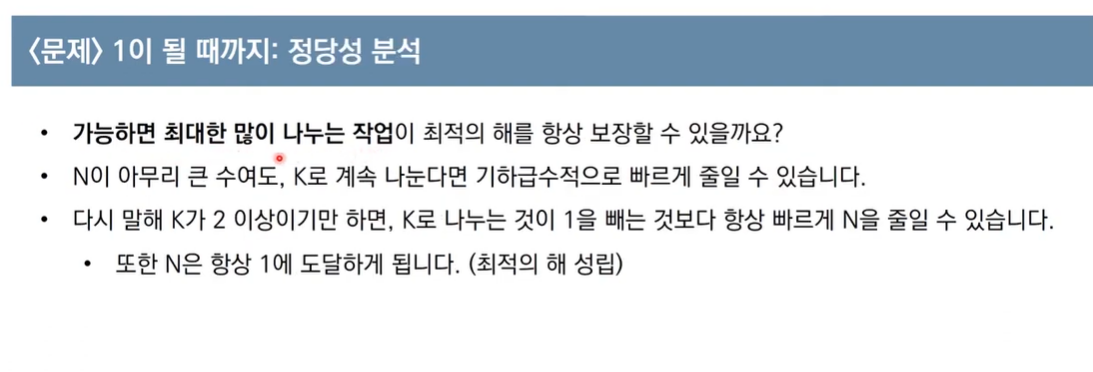 〈문제〉 1이 될 때까지: 정당성 분석
• 가능하면 최대한 많이 나누는 작업이 최적의 해를 항상 보장할 수 있을까요?
• N이 아무리 큰 수여도, K로 계속 나눈다면 기하급수적으로 빠르게 줄일 수 있습니다.
• 다시 말해 K가 2 이상이기만 하면, K로 나누는 것이 1을 빼는 것보다 항상 빠르게 N을 줄일 수 있습니다.
• 또한 N은 항상 1에 도달하게 됩니다. (최적의 해 성립)